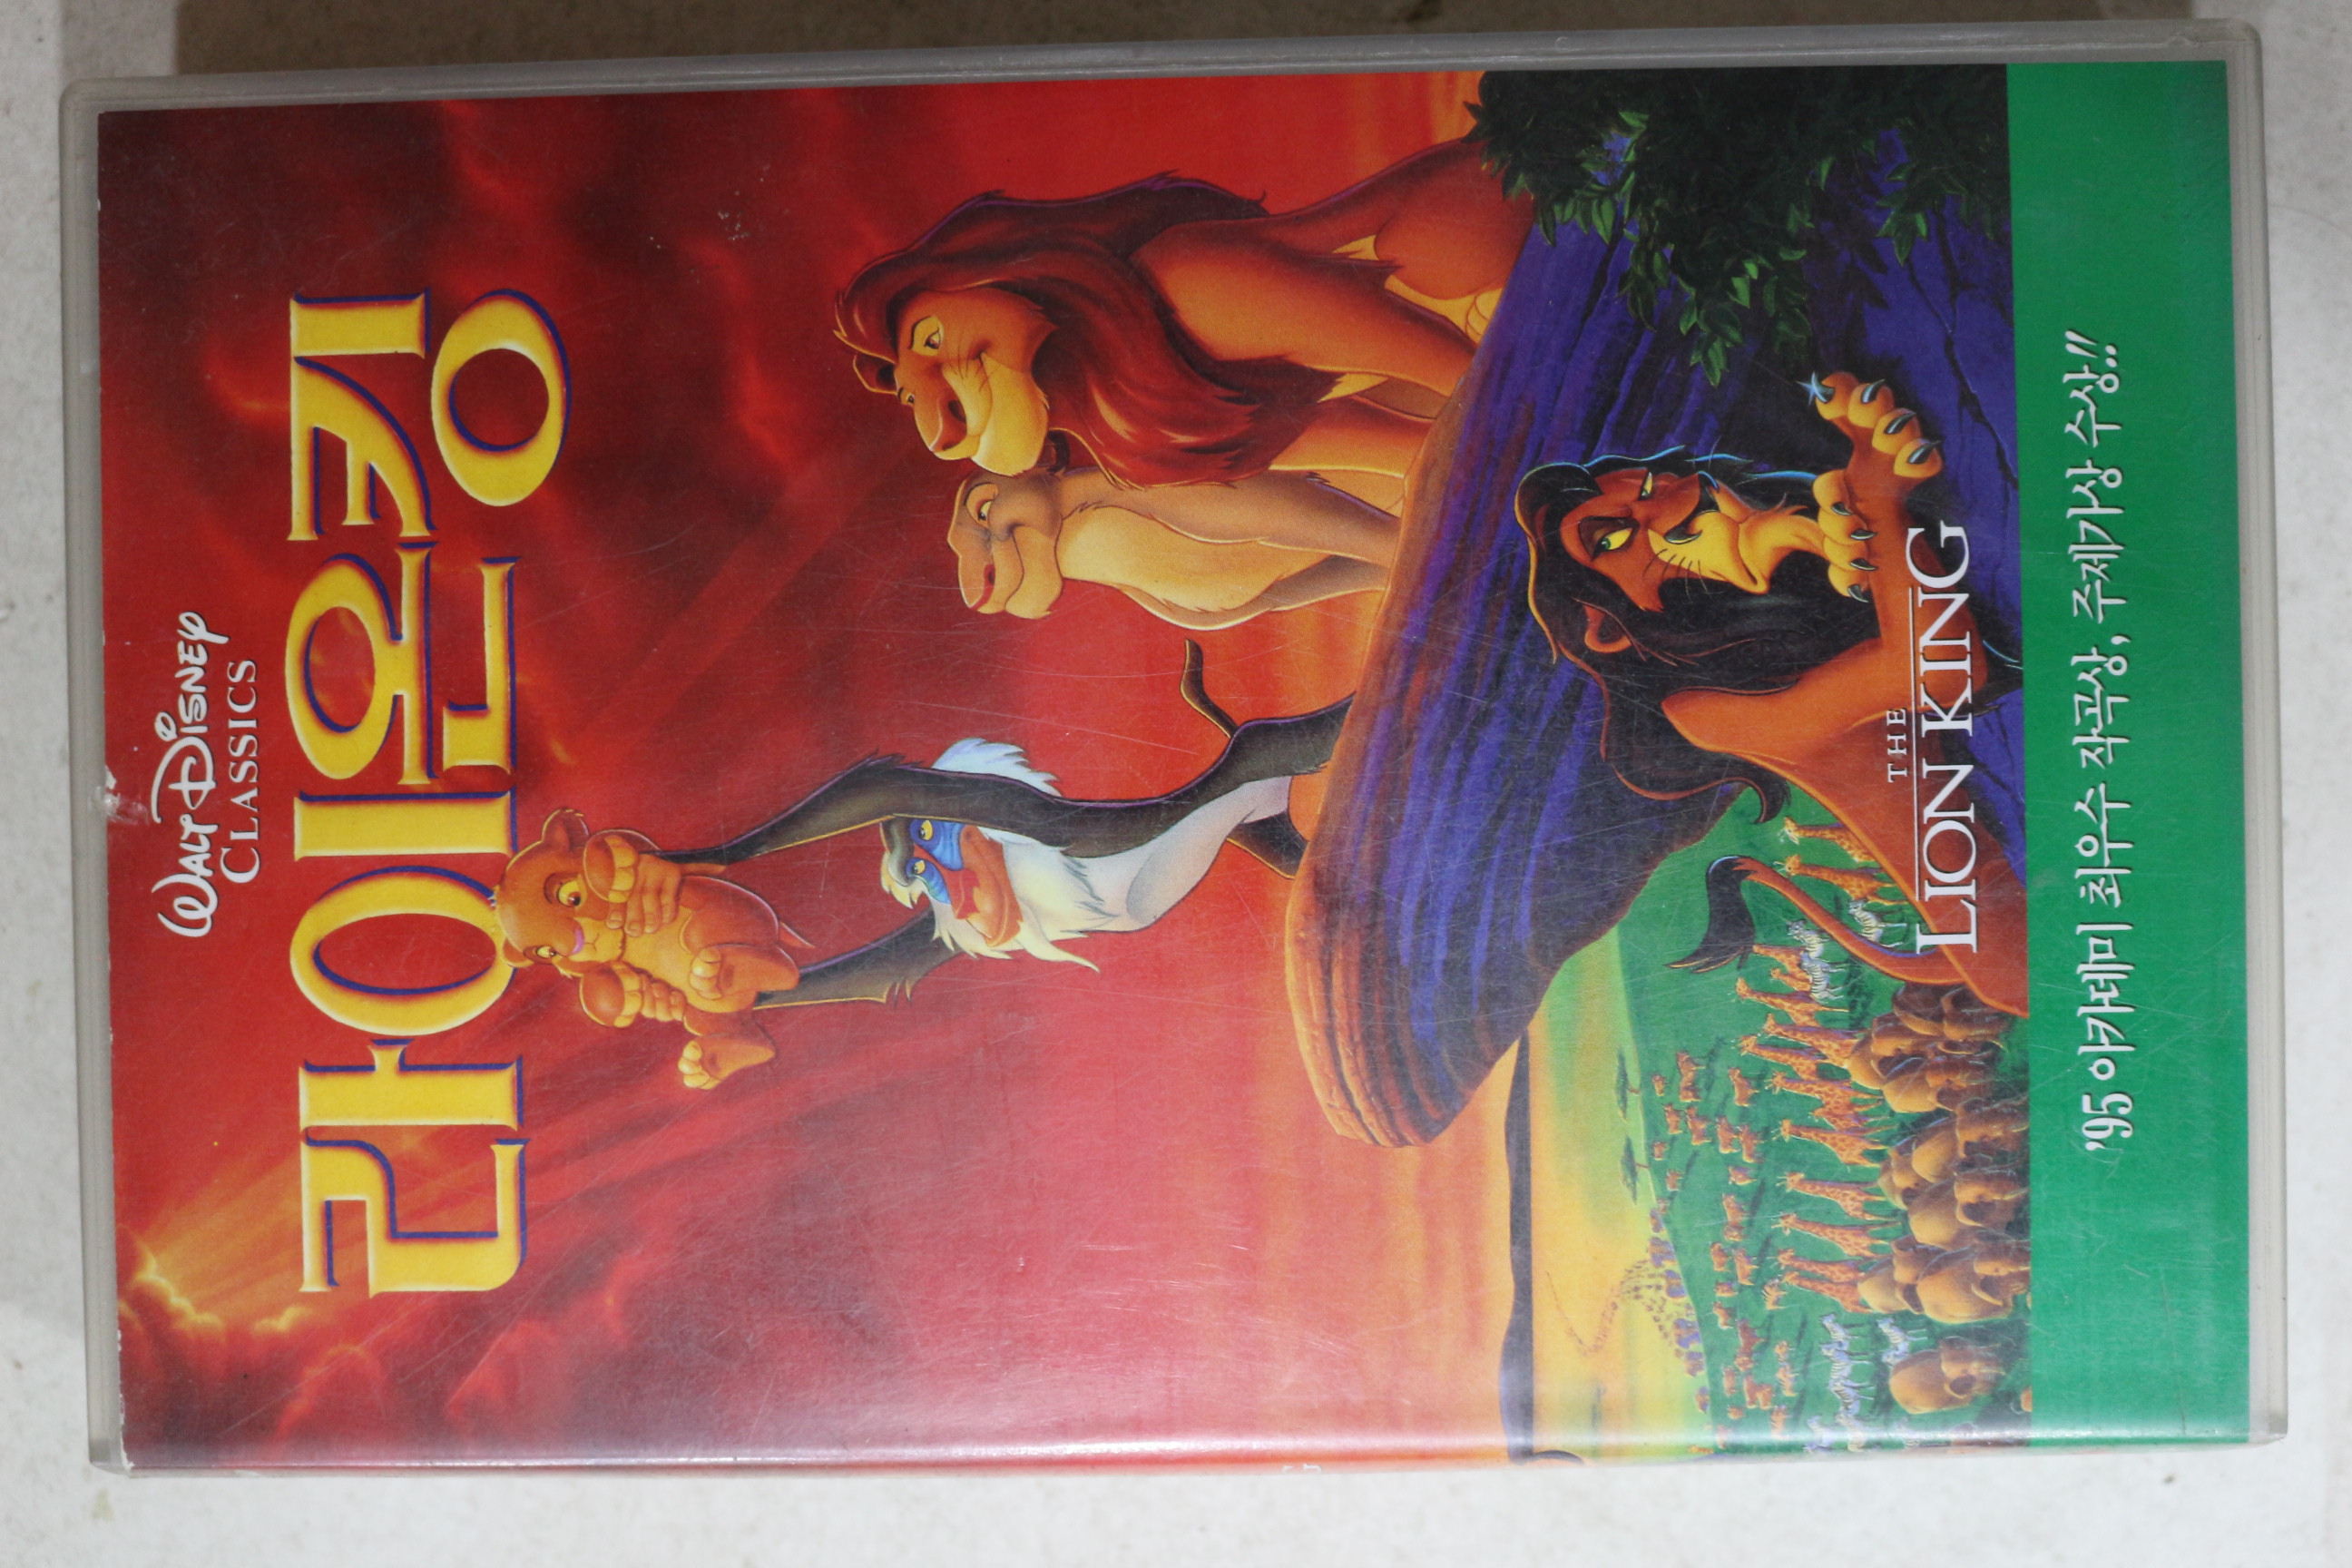 WALT DISNEY
CLASSICS
라이온킹
THE
LION KING
'95 아카데미 최우수 작곡상, 주제가상 수상!!